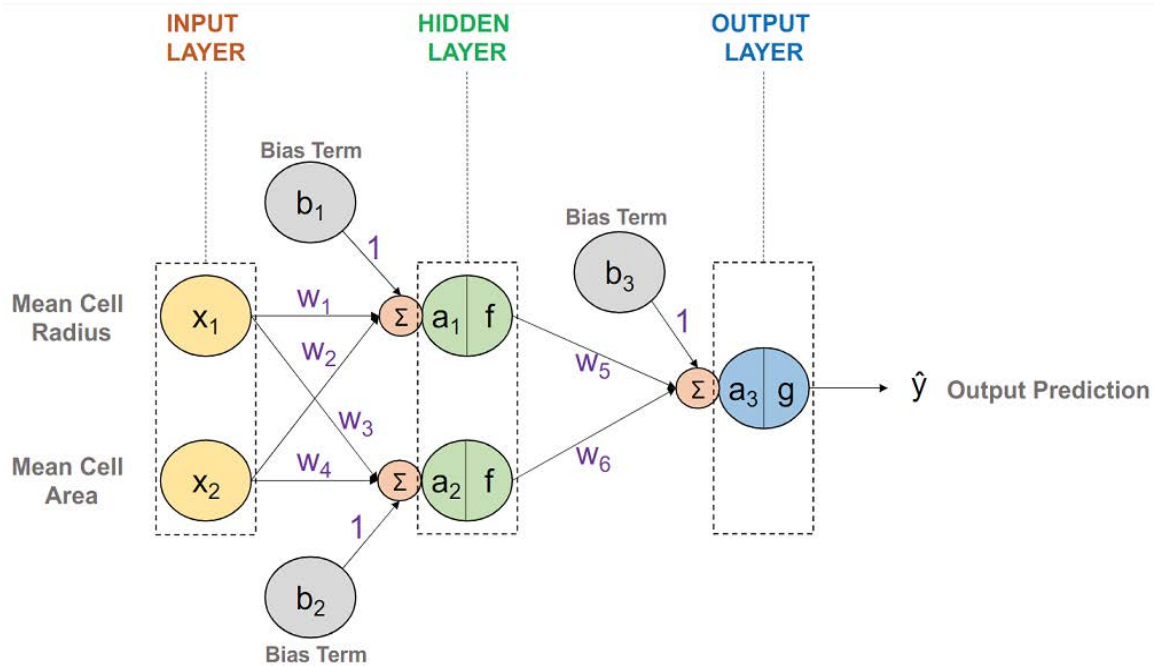 INPUT
LAYER
HIDDEN
LAYER
OUTPUT
LAYER
Bias Term
b₁
1
Bias Term
b₃
1
Mean Cell
Radius
x₁
w₁
Σ
a₁ f
w₂
w₅
w₃
Σ
a₃ g
ŷ Output Prediction
Mean Cell
Area
x₂
w₄
Σ
a₂ f
w₆
1
b₂
Bias Term